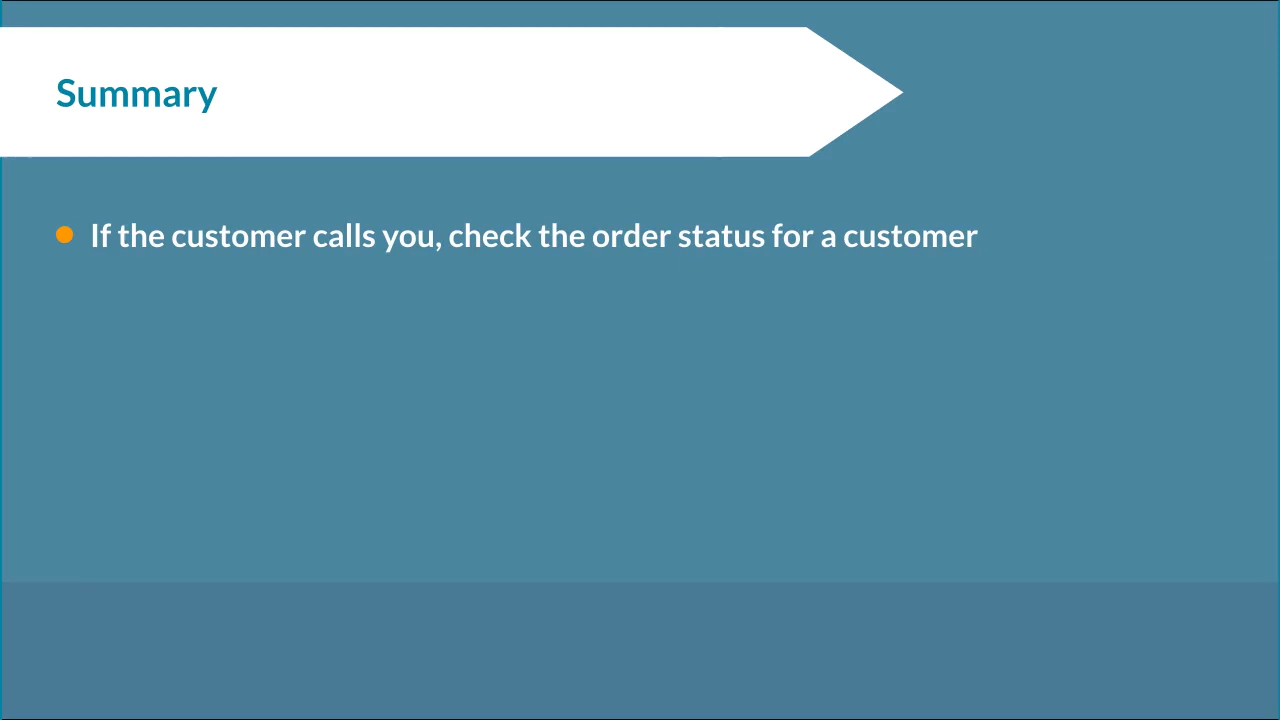 Summary
If the customer calls you, check the order status for a customer